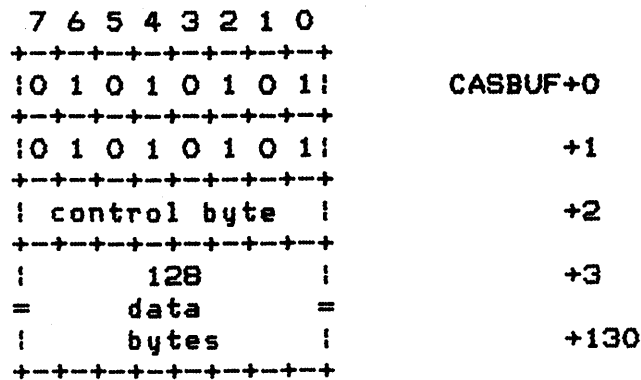 7 6 5 4 3 2 1 0
+-+-+-+-+-+-+-+-+
|0 1 0 1 0 1 0 1| CASBUF+0
+-+-+-+-+-+-+-+-+
|0 1 0 1 0 1 0 1| +1
+-+-+-+-+-+-+-+-+
| control byte | +2
+-+-+-+-+-+-+-+-+
| 128 | +3
= data =
| bytes | +130
+-+-+-+-+-+-+-+-+